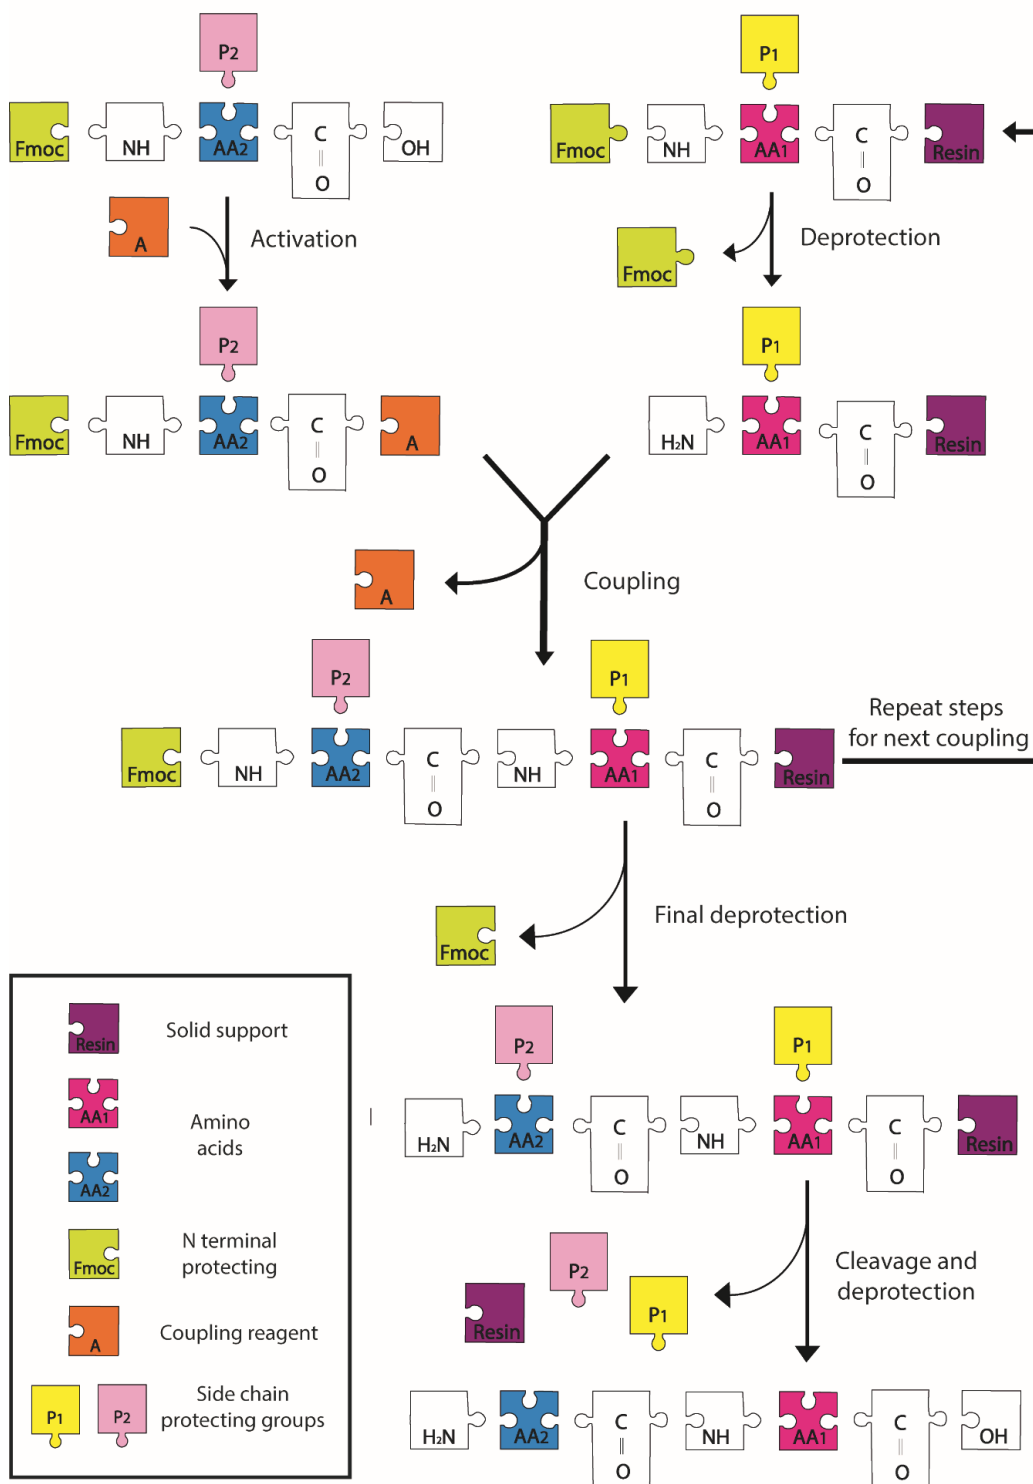 P2
P1
Fmoc NH AA2 C OH
O
Fmoc NH AA1 C Resin
O
A
Activation
Fmoc
Deprotection
P2
P1
Fmoc NH AA2 C A
O
H2N AA1 C Resin
O
A
Coupling
P2
P1
Fmoc NH AA2 C NH AA1 C Resin
O
O
Repeat steps
for next coupling
Fmoc
Final deprotection
P2
P1
H2N AA2 C NH AA1 C Resin
O
O
Resin
P2
P1
Cleavage and
deprotection
H2N AA2 C NH AA1 C OH
O
O
Resin
Solid support
AA1
AA2
Amino
acids
Fmoc
N terminal
protecting
A
Coupling reagent
P1
P2
Side chain
protecting groups